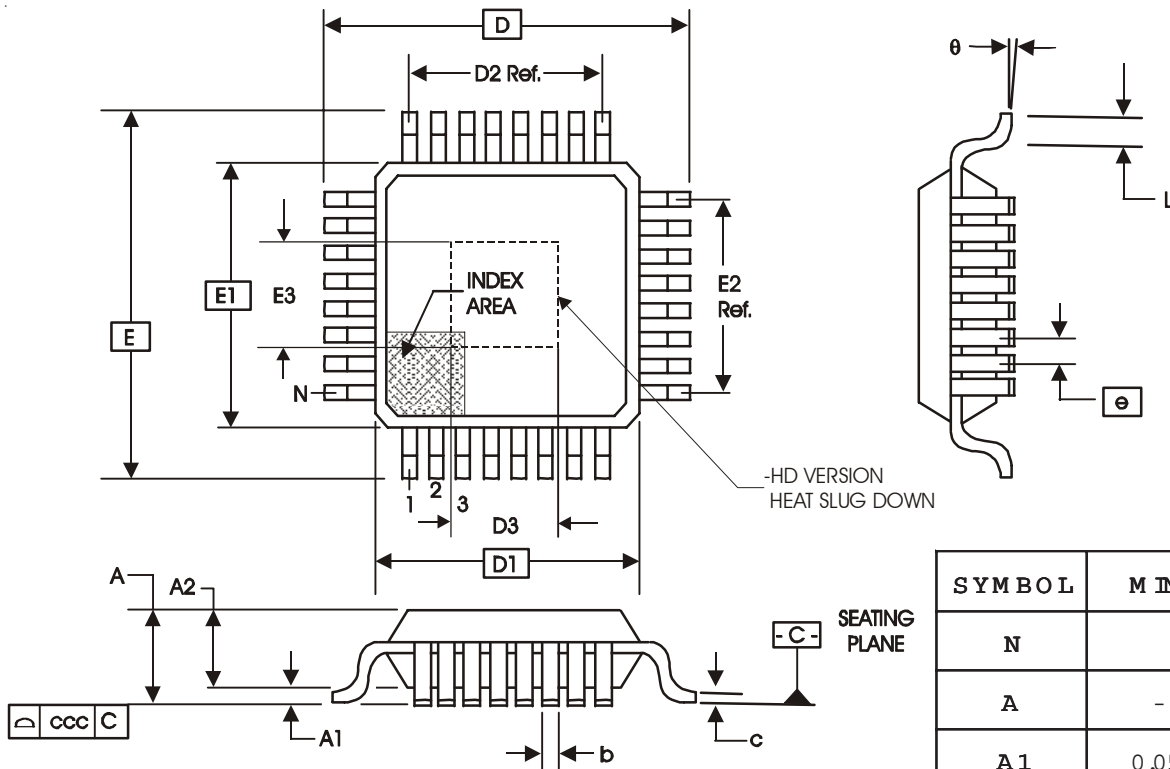 D
D2 Ref.
θ
L
E
E1
E3
INDEX
AREA
E2
Ref.
N
e
1
2
3
-HD VERSION
HEAT SLUG DOWN
D3
D1
A
A2
- C -
SEATING
PLANE
ccc C
A1
b
c
SYMBOL
N
A -
A1